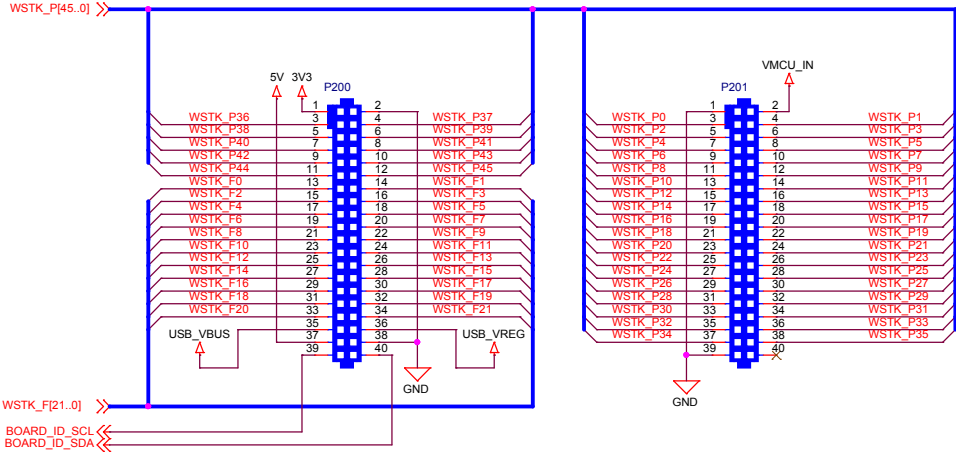 WSTK_P[45..0]
VMCU_IN
5V 3V3
P200 P201
1 2 1 2
WSTK_P36 3 4 WSTK_P37 WSTK_P0 3 4 WSTK_P1
WSTK_P38 5 6 WSTK_P39 WSTK_P2 5 6 WSTK_P3
WSTK_P40 7 8 WSTK_P41 WSTK_P4 7 8 WSTK_P5
WSTK_P42 9 10 WSTK_P43 WSTK_P6 9 10 WSTK_P7
WSTK_P44 11 12 WSTK_P45 WSTK_P8 11 12 WSTK_P9
WSTK_F0 13 14 WSTK_F1 WSTK_P10 13 14 WSTK_P11
WSTK_F2 15 16 WSTK_F3 WSTK_P12 15 16 WSTK_P13
WSTK_F4 17 18 WSTK_F5 WSTK_P14 17 18 WSTK_P15
WSTK_F6 19 20 WSTK_F7 WSTK_P16 19 20 WSTK_P17
WSTK_F8 21 22 WSTK_F9 WSTK_P18 21 22 WSTK_P19
WSTK_F10 23 24 WSTK_F11 WSTK_P20 23 24 WSTK_P21
WSTK_F12 25 26 WSTK_F13 WSTK_P22 25 26 WSTK_P23
WSTK_F14 27 28 WSTK_F15 WSTK_P24 27 28 WSTK_P25
WSTK_F16 29 30 WSTK_F17 WSTK_P26 29 30 WSTK_P27
WSTK_F18 31 32 WSTK_F19 WSTK_P28 31 32 WSTK_P29
WSTK_F20 33 34 WSTK_F21 WSTK_P30 33 34 WSTK_P31
35 36 WSTK_P32 35 36 WSTK_P33
USB_VBUS 37 38 USB_VREG WSTK_P34 37 38 WSTK_P35
39 40 39 40
GND GND
WSTK_F[21..0]
BOARD_ID_SCL
BOARD_ID_SDA